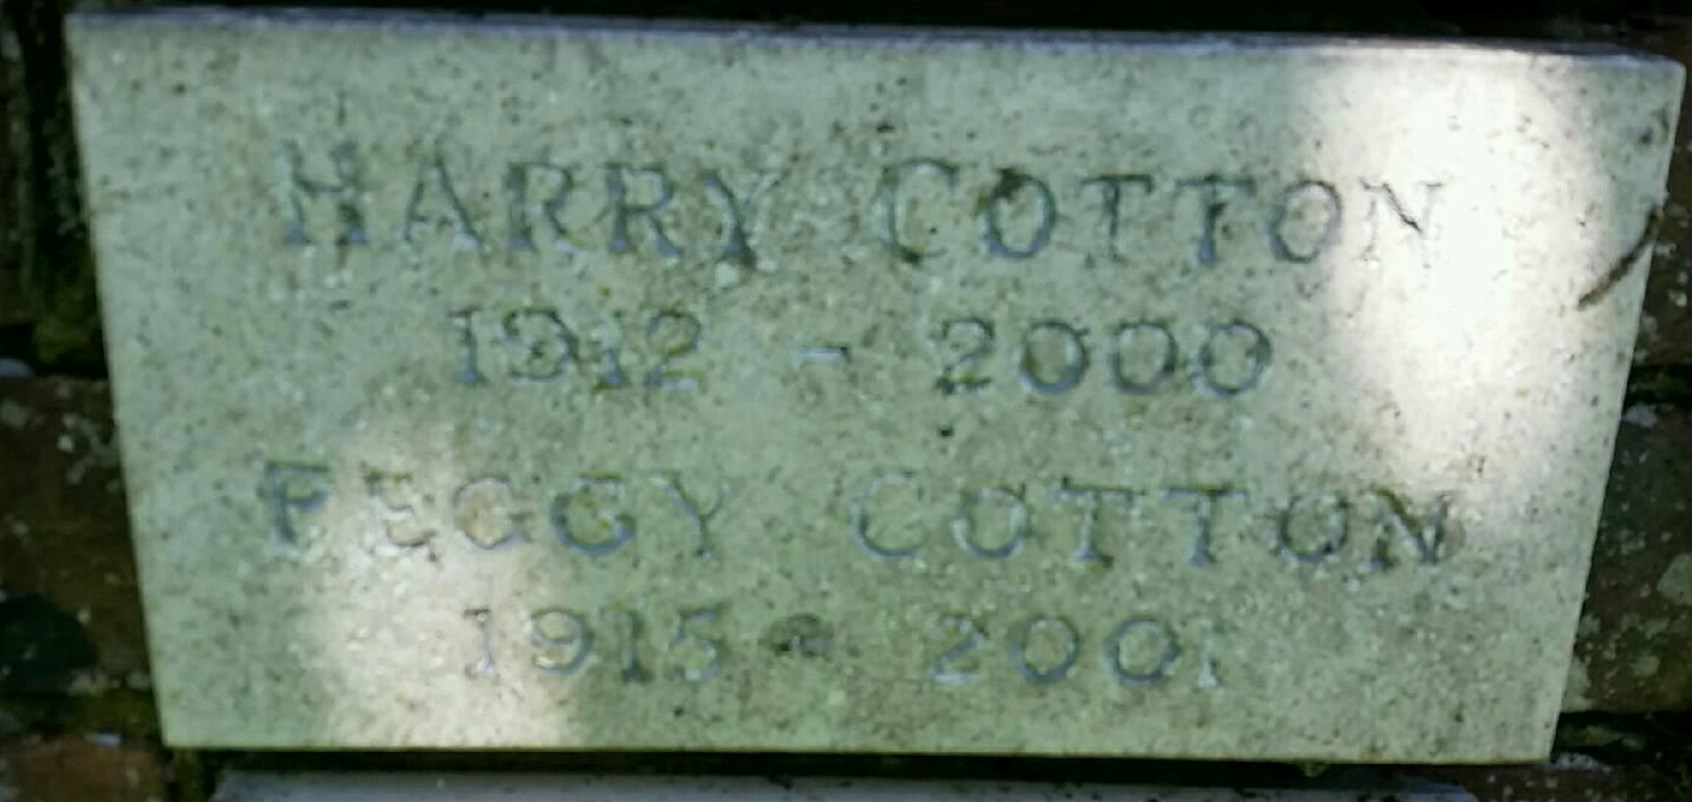 HARRY COTTON
1912 - 2000
PEGGY COTTON
1915 - 2001